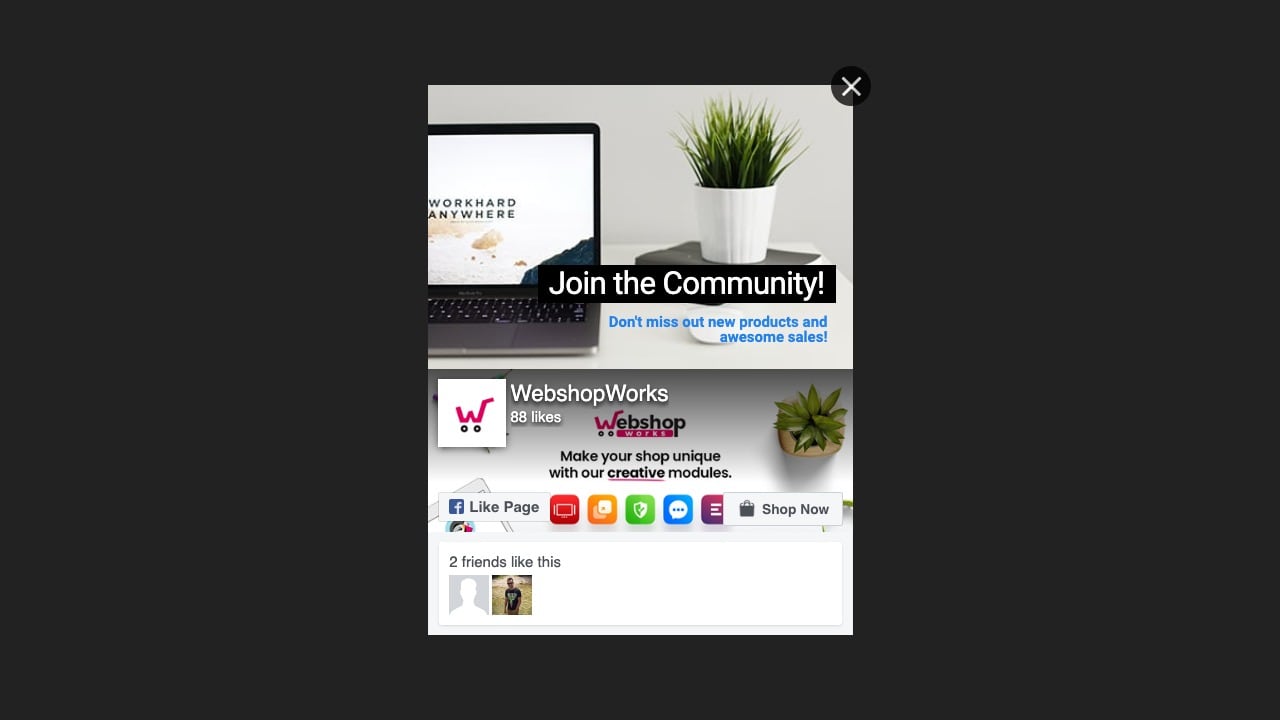 WORKHARD
ANYWHERE
Join the Community!
Don't miss out new products and
awesome sales!
WebshopWorks
88 likes
Webshop
works
Make your shop unique
with our creative modules.
Like Page
Shop Now
2 friends like this